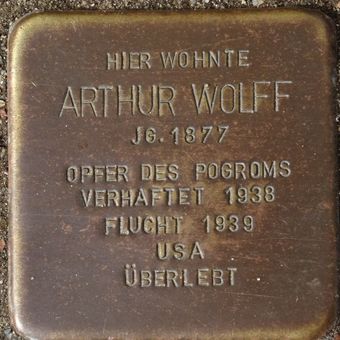 HIER WOHNTE
ARTHUR WOLFF
JG. 1877
OPFER DES POGROMS
VERHAFTET 1938
FLUCHT 1939
USA
ÜBERLEBT